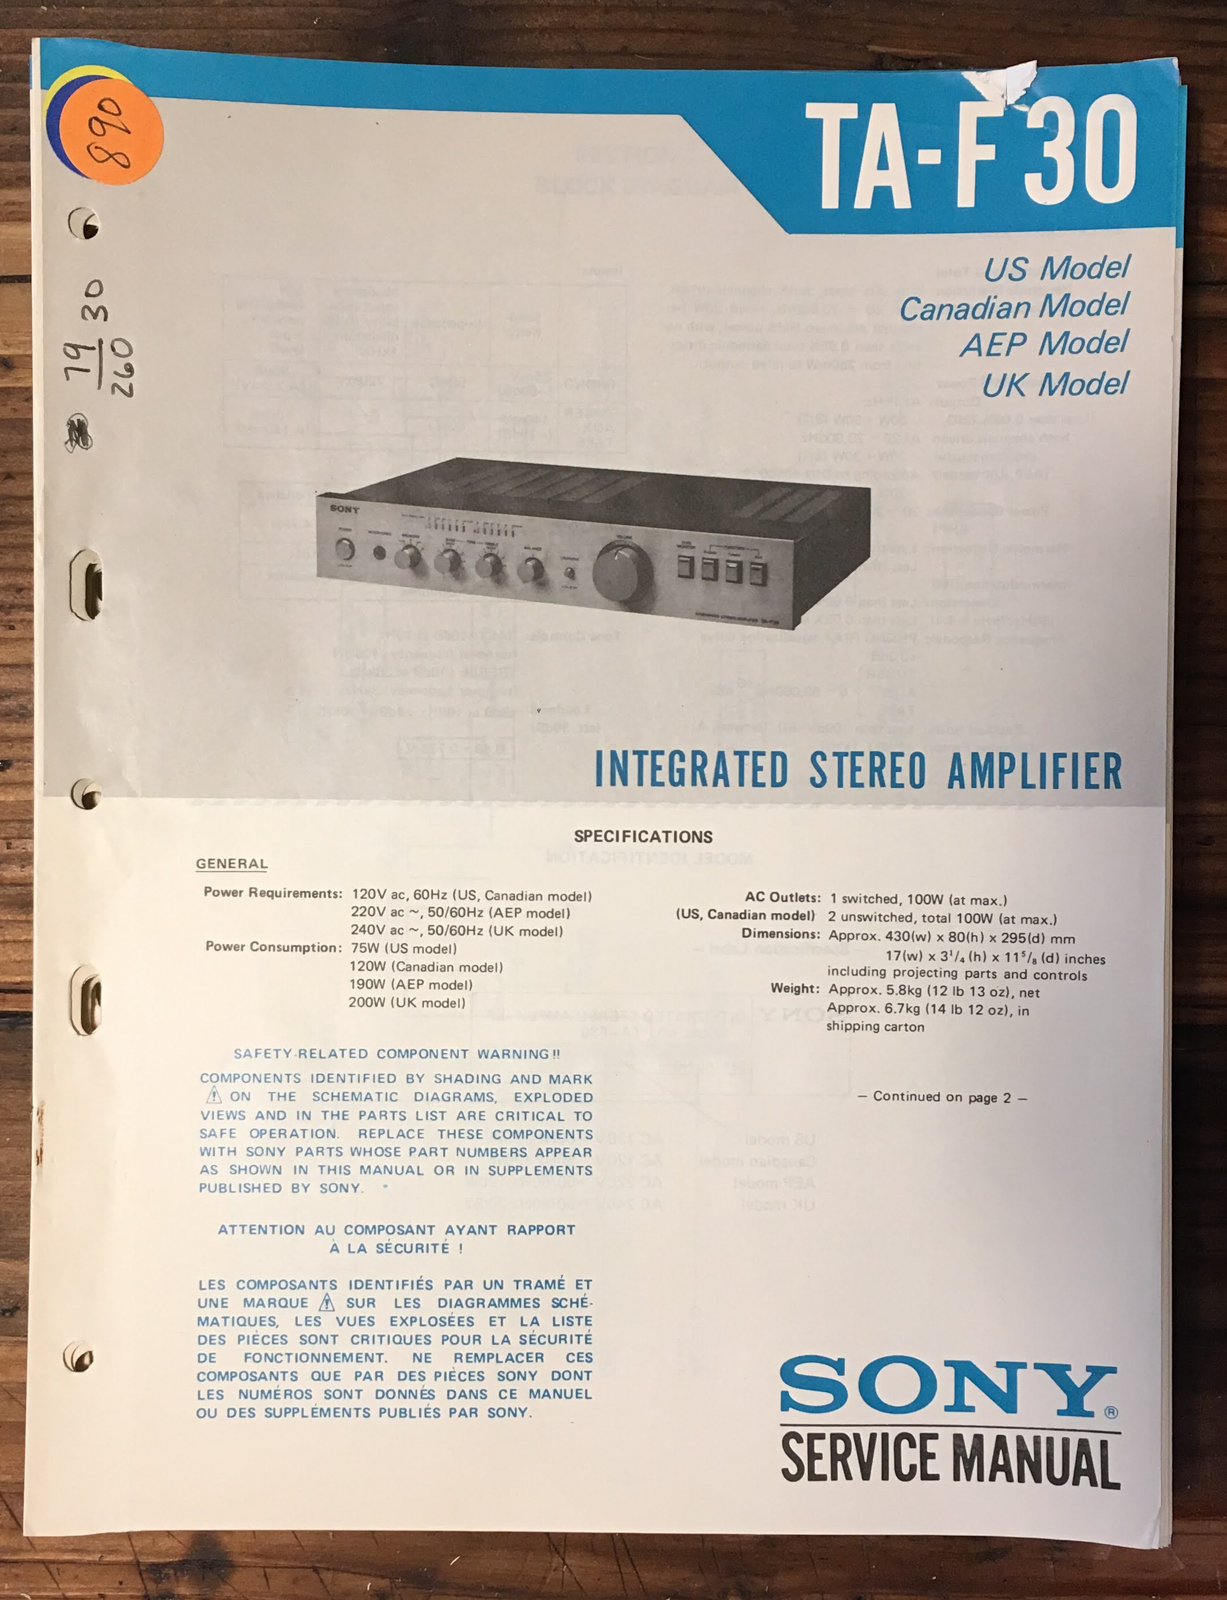 890
30
79
260
TA-F30
US Model
Canadian Model
AEP Model
UK Model
SONY
INTEGRATED STEREO AMPLIFIER
SPECIFICATIONS
GENERAL
Power Requirements: 120V ac, 60Hz (US, Canadian model)
220V ac ~, 50/60Hz (AEP model)
240V ac ~, 50/60Hz (UK model)
Power Consumption: 75W (US model)
120W (Canadian model)
190W (AEP model)
200W (UK model)
AC Outlets: 1 switched, 100W (at max.)
(US, Canadian model) 2 unswitched, total 100W (at max.)
Dimensions: Approx. 430(w) x 80(h) x 295(d) mm
17(w) x 3¹/₄ (h) x 11⁵/₈ (d) inches
including projecting parts and controls
Weight: Approx. 5.8kg (12 lb 13 oz), net
Approx. 6.7kg (14 lb 12 oz), in
shipping carton
— Continued on page 2 —
SAFETY-RELATED COMPONENT WARNING!!
COMPONENTS IDENTIFIED BY SHADING AND MARK
⚠ ON THE SCHEMATIC DIAGRAMS, EXPLODED
VIEWS AND IN THE PARTS LIST ARE CRITICAL TO
SAFE OPERATION. REPLACE THESE COMPONENTS
WITH SONY PARTS WHOSE PART NUMBERS APPEAR
AS SHOWN IN THIS MANUAL OR IN SUPPLEMENTS
PUBLISHED BY SONY.
ATTENTION AU COMPOSANT AYANT RAPPORT
À LA SÉCURITÉ !
LES COMPOSANTS IDENTIFIÉS PAR UN TRAMÉ ET
UNE MARQUE ⚠ SUR LES DIAGRAMMES SCHÉ-
MATIQUES, LES VUES EXPLOSÉES ET LA LISTE
DES PIÈCES SONT CRITIQUES POUR LA SÉCURITÉ
DE FONCTIONNEMENT. NE REMPLACER CES
COMPOSANTS QUE PAR DES PIÈCES SONY DONT
LES NUMÉROS SONT DONNÉS DANS CE MANUEL
OU DES SUPPLÉMENTS PUBLIÉS PAR SONY.
SONY®
SERVICE MANUAL